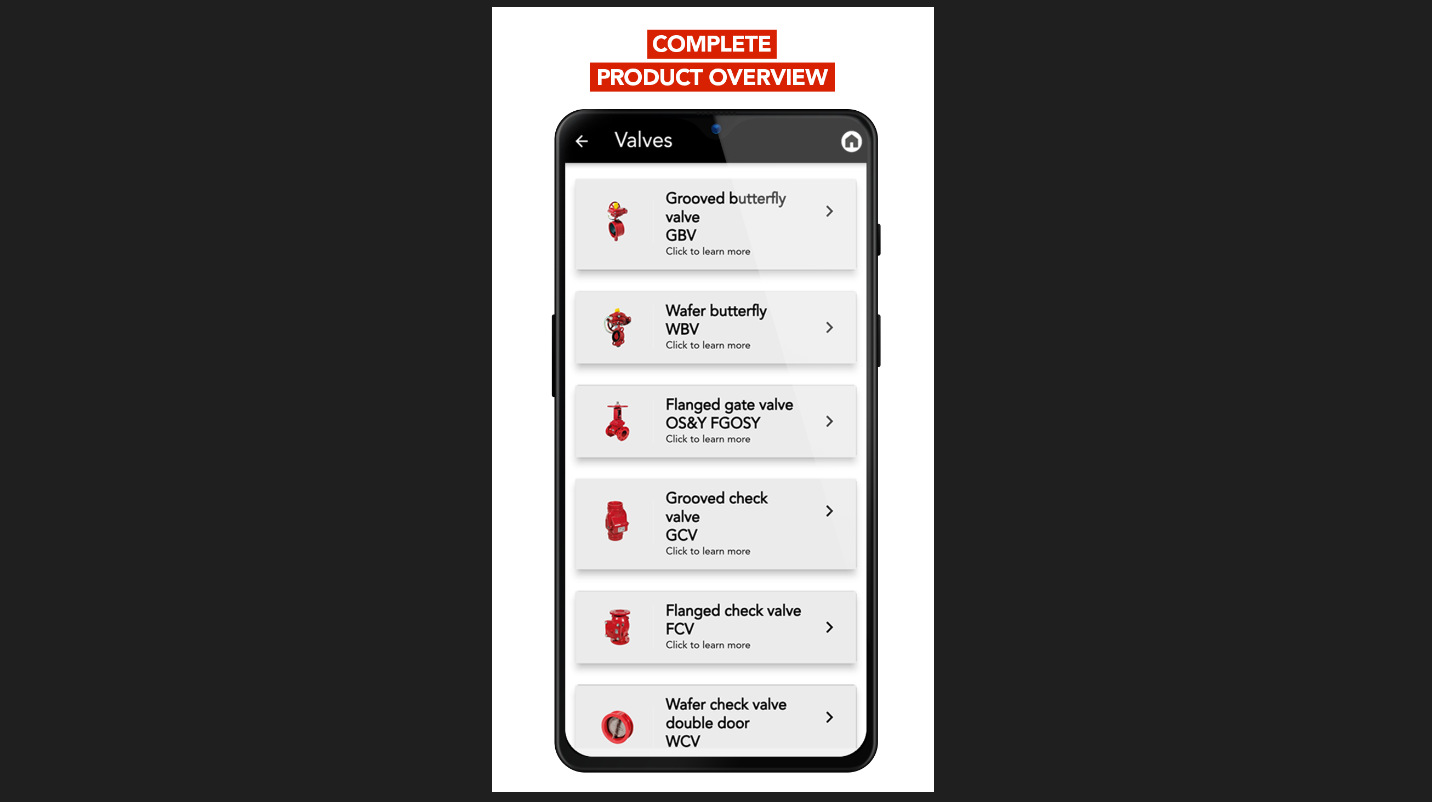 COMPLETE
PRODUCT OVERVIEW
Valves
Grooved butterfly
valve
GBV
Click to learn more
Wafer butterfly
WBV
Click to learn more
Flanged gate valve
OS&Y FGOSY
Click to learn more
Grooved check
valve
GCV
Click to learn more
Flanged check valve
FCV
Click to learn more
Wafer check valve
double door
WCV